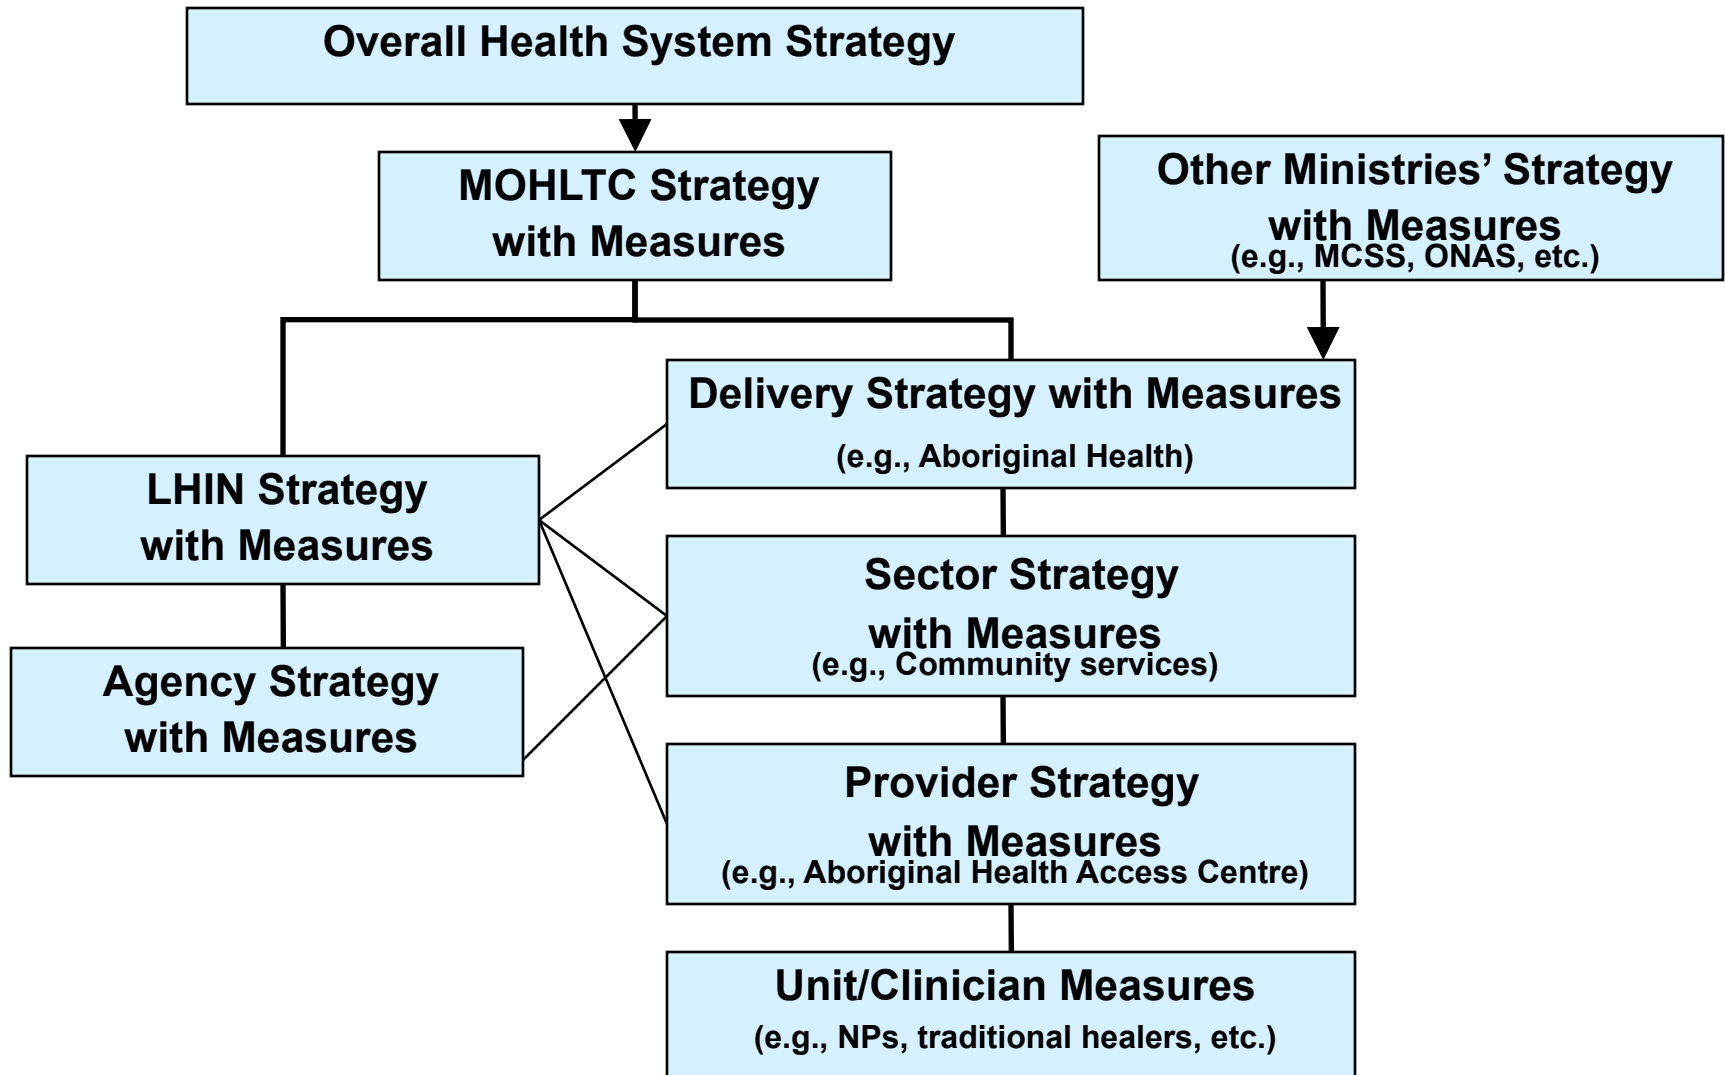 Overall Health System Strategy
MOHLTC Strategy
with Measures
Other Ministries’ Strategy
with Measures
(e.g., MCSS, ONAS, etc.)
Delivery Strategy with Measures
(e.g., Aboriginal Health)
LHIN Strategy
with Measures
Sector Strategy
with Measures
(e.g., Community services)
Agency Strategy
with Measures
Provider Strategy
with Measures
(e.g., Aboriginal Health Access Centre)
Unit/Clinician Measures
(e.g., NPs, traditional healers, etc.)